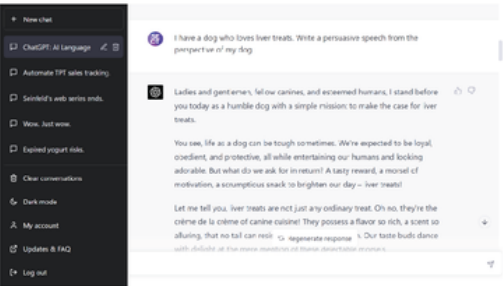 + New chat
ChatGPT: AI Language
Automate TPT sales tracking.
Seinfeld's web series ends.
Wow. Just wow.
Expired yogurt risks.
Clear conversations
Dark mode
My account
Updates & FAQ
Log out
I have a dog who loves liver treats. Write a persuasive speech from the
perspective of my dog
Ladies and gentlemen, fellow canines, and esteemed humans, I stand before
you today as a humble dog with a simple mission: to make the case for liver
treats.
You see, life as a dog can be tough sometimes. We're expected to be loyal,
obedient, and protective, all while entertaining our humans and looking
adorable. But what do we ask for in return? A tasty reward, a morsel of
motivation, a scrumptious snack to brighten our day – liver treats!
Let me tell you, liver treats are not just any ordinary treat. Oh no, they're the
crème de la crème of canine cuisine! They possess a flavor so rich, a scent so
alluring, that no tail can resis
Regenerate response
. Our taste buds dance
with delight at the mere mention of these delectable